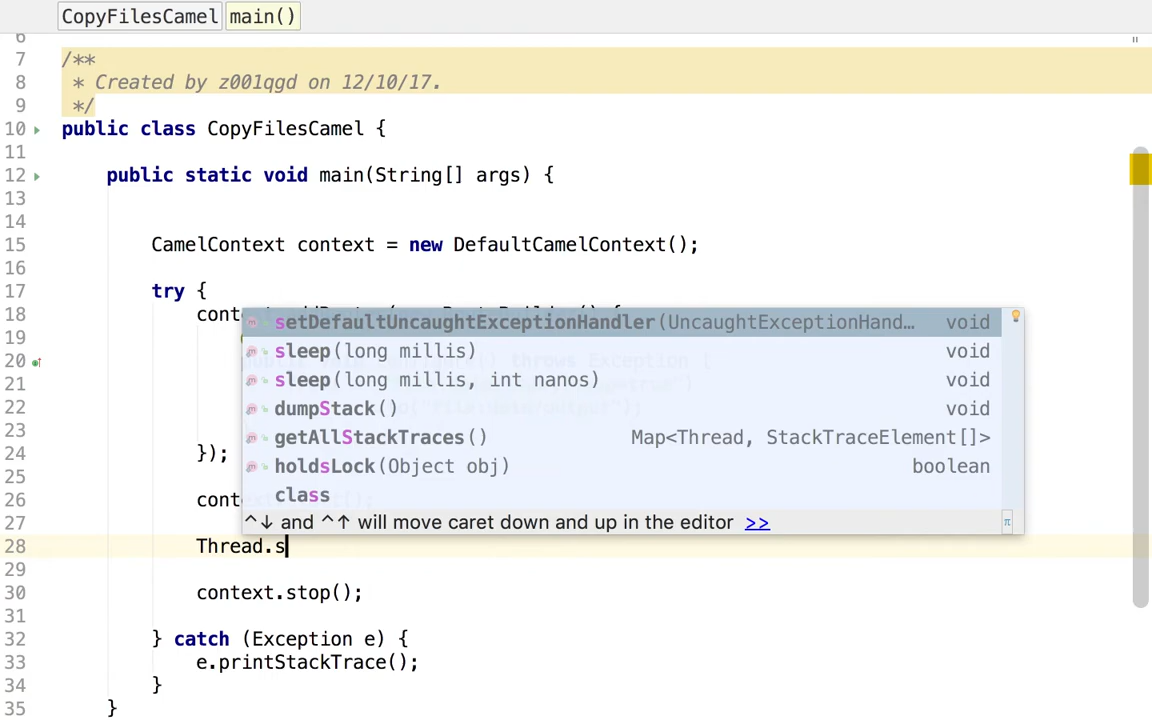 CopyFilesCamel main()
6
7 /**
8 * Created by z001qgd on 12/10/17.
9 */
10 public class CopyFilesCamel {
11
12 public static void main(String[] args) {
13
14
15 CamelContext context = new DefaultCamelContext();
16
17 try {
18
setDefaultUncaughtExceptionHandler(UncaughtExceptionHand… void
19
sleep(long millis) void
20
21
sleep(long millis, int nanos) void
22
dumpStack() void
23
getAllStackTraces() Map<Thread, StackTraceElement[]>
24 });
holdsLock(Object obj) boolean
25
class
26
^↓ and ^↑ will move caret down and up in the editor >>
27
28 Thread.s
29
30 context.stop();
31
32 } catch (Exception e) {
33 e.printStackTrace();
34 }
35 }